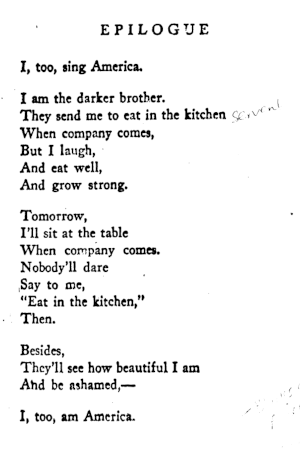 EPILOGUE
I, too, sing America.
I am the darker brother.
They send me to eat in the kitchen servent
When company comes,
But I laugh,
And eat well,
And grow strong.
Tomorrow,
I'll sit at the table
When company comes.
Nobody'll dare
Say to me,
"Eat in the kitchen,"
Then.
Besides,
They'll see how beautiful I am
And be ashamed,—
I, too, am America.